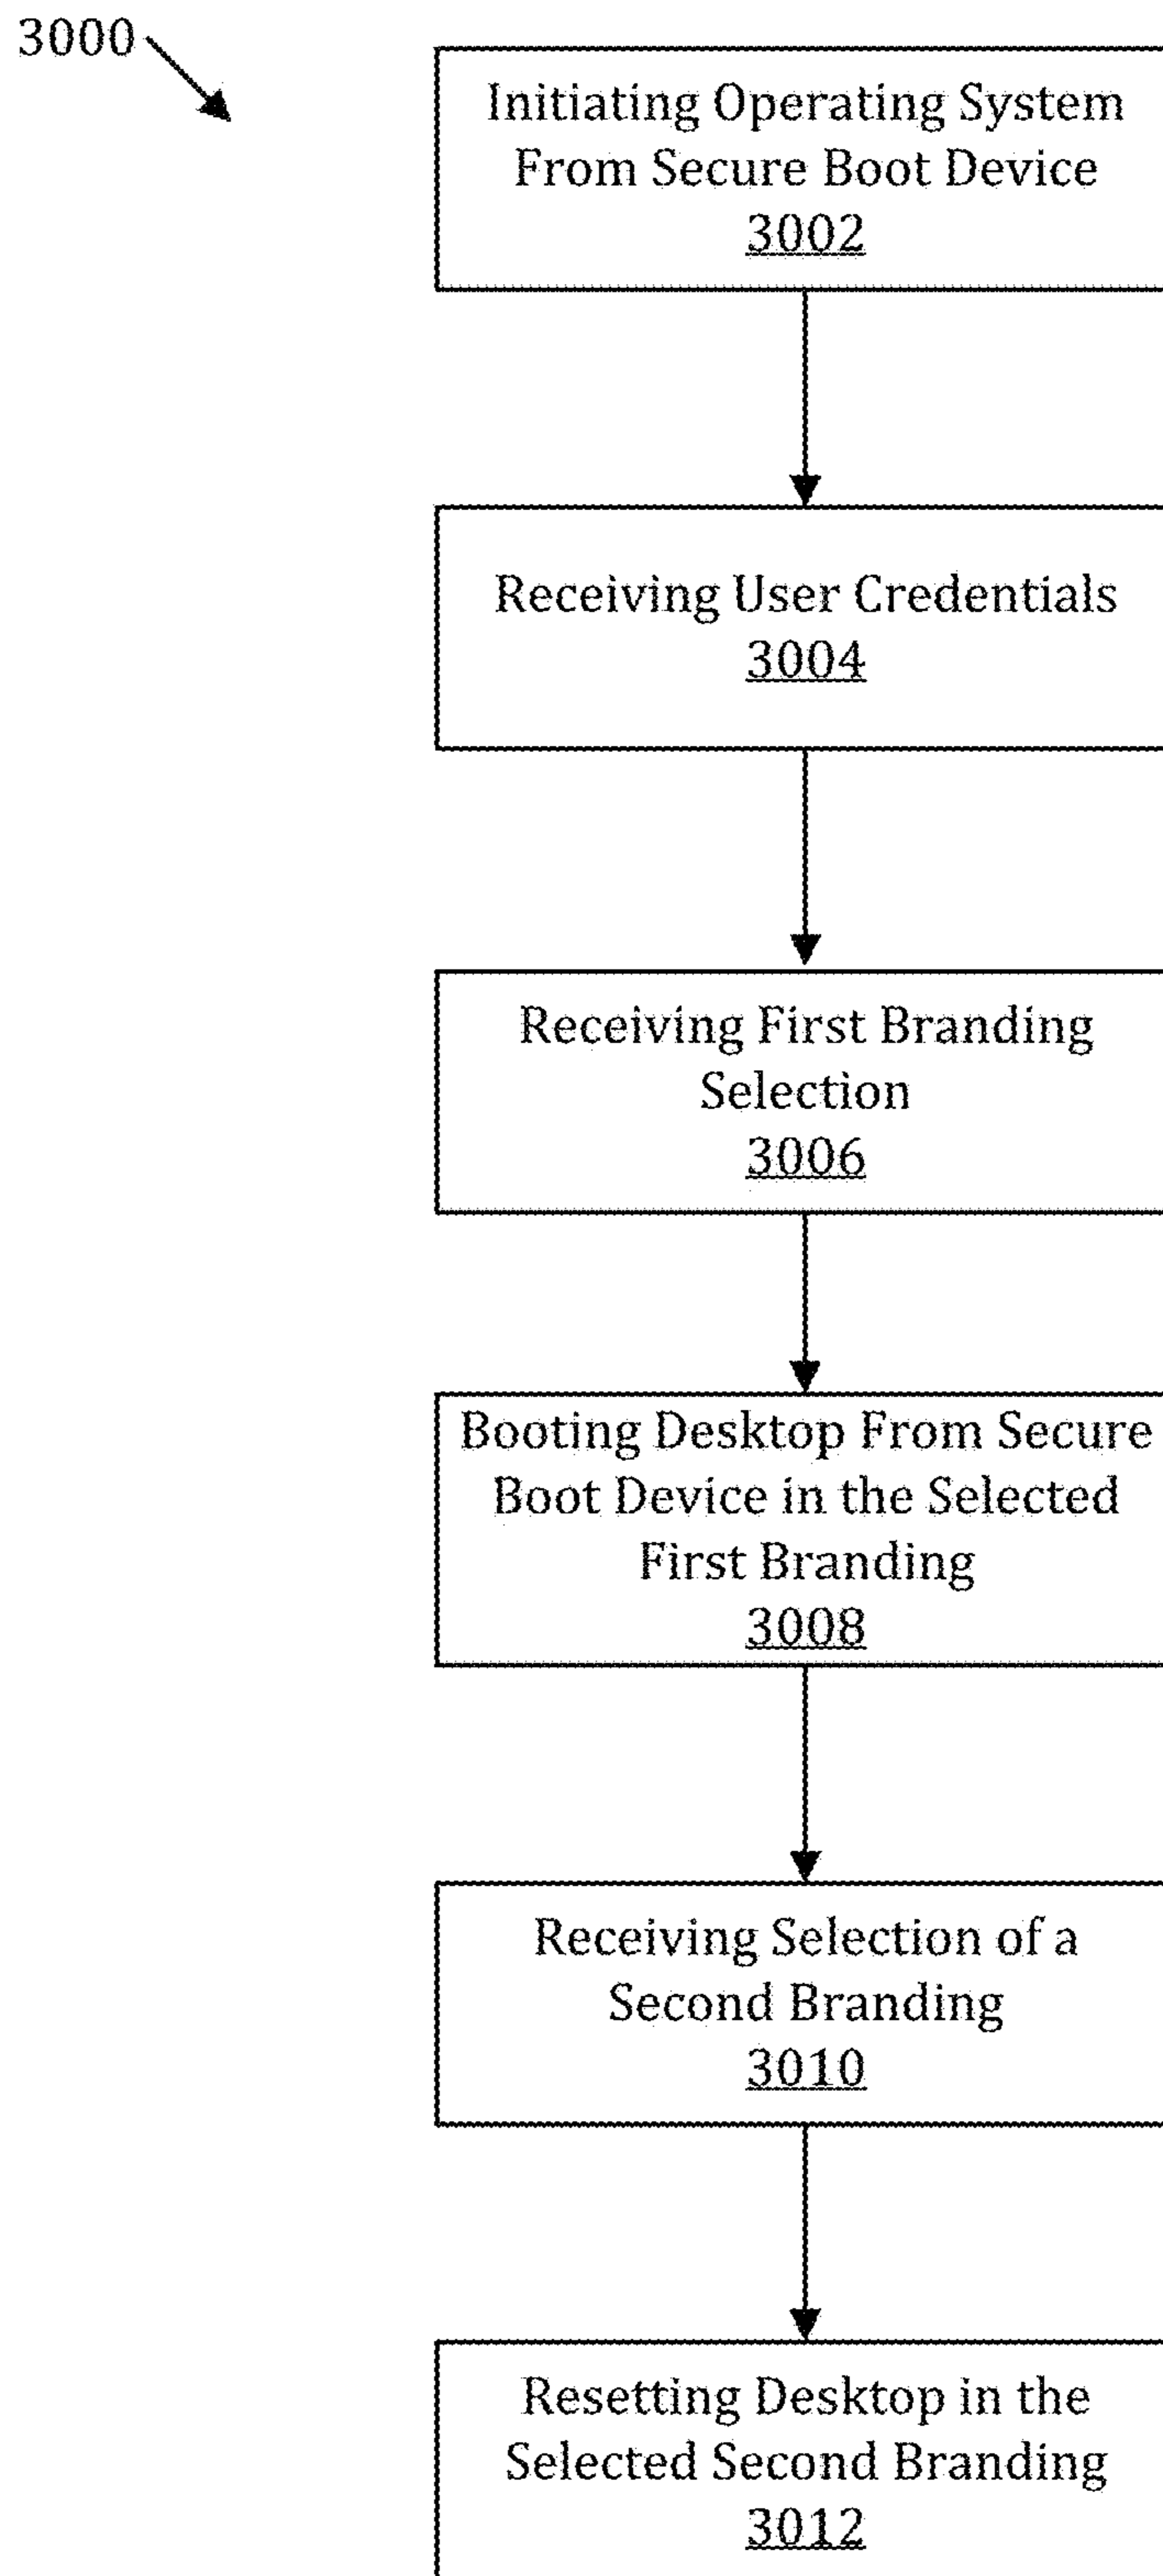 3000
Initiating Operating System
From Secure Boot Device
3002
Receiving User Credentials
3004
Receiving First Branding
Selection
3006
Booting Desktop From Secure
Boot Device in the Selected
First Branding
3008
Receiving Selection of a
Second Branding
3010
Resetting Desktop in the
Selected Second Branding
3012